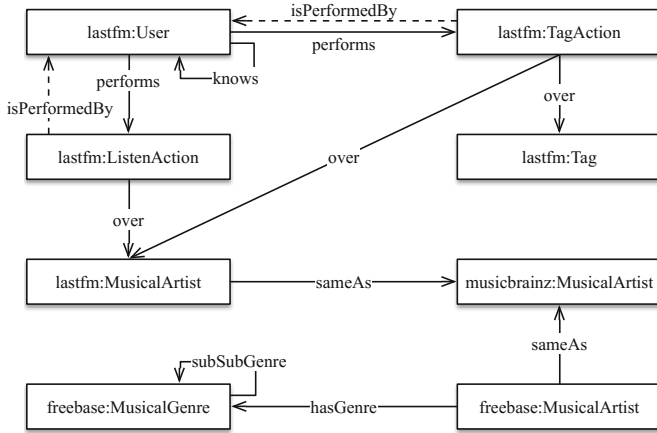 isPerformedBy
lastfm:User
lastfm:TagAction
performs
knows
performs
isPerformedBy
over
lastfm:ListenAction
lastfm:Tag
over
over
lastfm:MusicalArtist
sameAs
musicbrainz:MusicalArtist
sameAs
subSubGenre
freebase:MusicalGenre
hasGenre
freebase:MusicalArtist